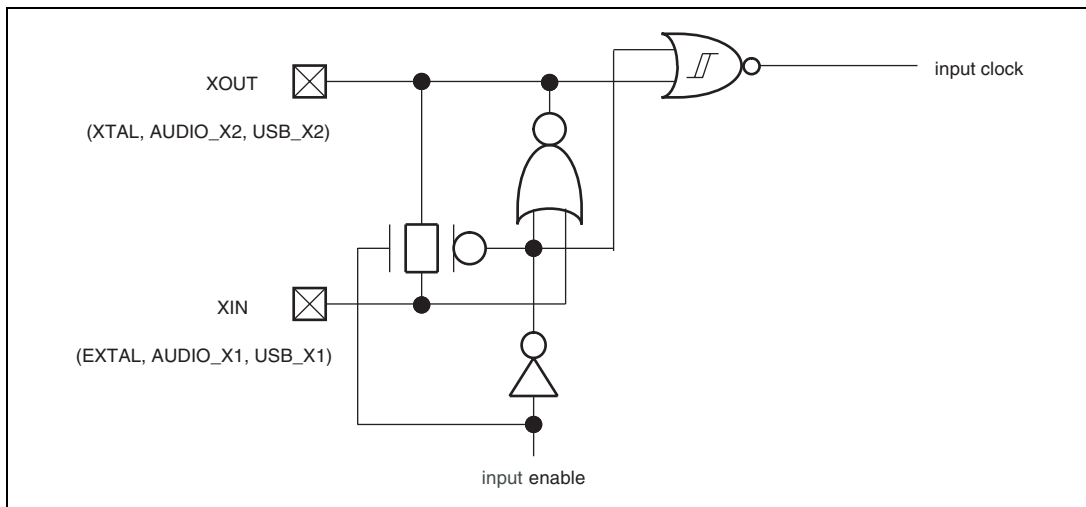 XOUT
input clock
(XTAL, AUDIO_X2, USB_X2)
XIN
(EXTAL, AUDIO_X1, USB_X1)
input enable